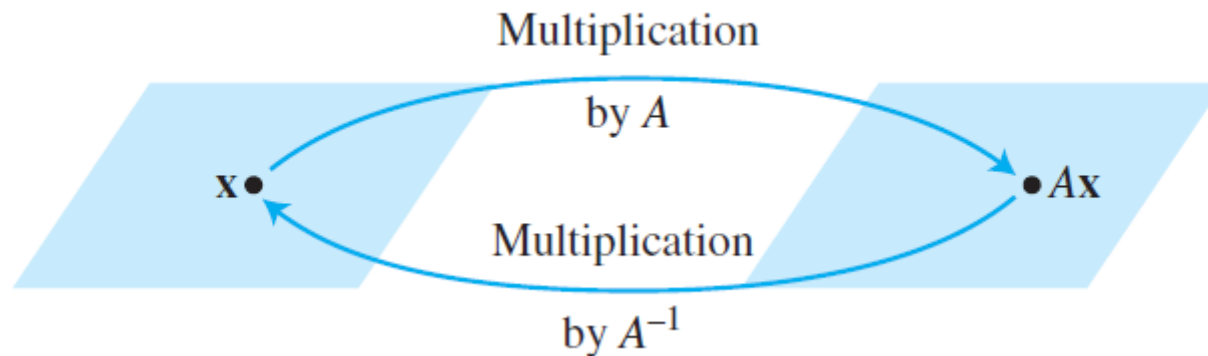 Multiplication
by A
x
Ax
Multiplication
by A⁻¹